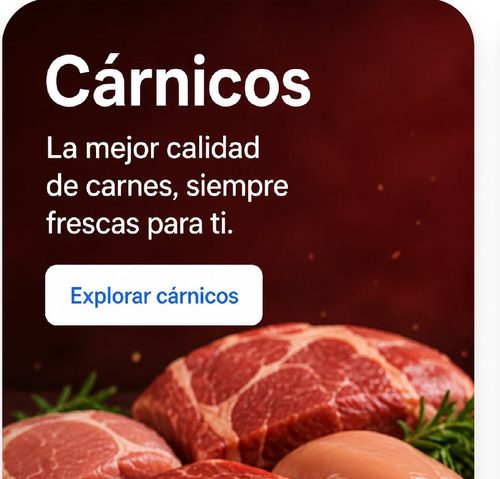 Cárnicos
La mejor calidad
de carnes, siempre
frescas para ti.
Explorar cárnicos